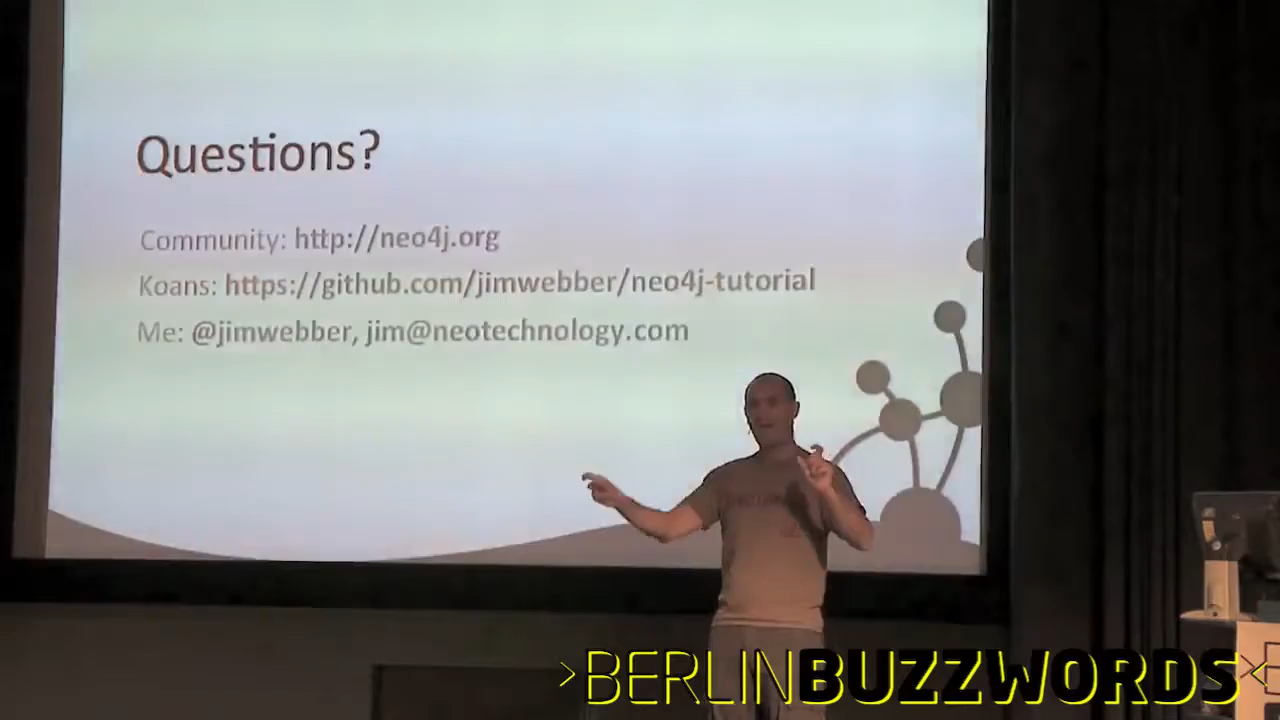 Questions?
Community: http://neo4j.org
Koans: https://github.com/jimwebber/neo4j-tutorial
Me: @jimwebber, jim@neotechnology.com
>BERLINBUZZWORDS<